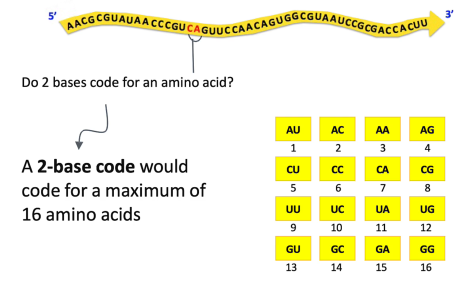 5’ AACGCGUAUAACCCGUCAGUUCCAACAGUGGCGUAAUCCGCGACCACUU 3’
Do 2 bases code for an amino acid?
A 2-base code would
code for a maximum of
16 amino acids
AU AC AA AG
1 2 3 4
CU CC CA CG
5 6 7 8
UU UC UA UG
9 10 11 12
GU GC GA GG
13 14 15 16